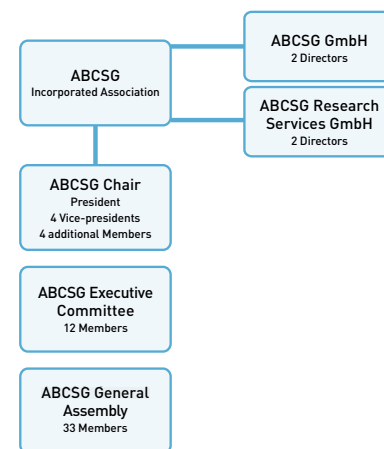 ABCSG
Incorporated Association
ABCSG GmbH
2 Directors
ABCSG Research
Services GmbH
2 Directors
ABCSG Chair
President
4 Vice-presidents
4 additional Members
ABCSG Executive
Committee
12 Members
ABCSG General
Assembly
33 Members